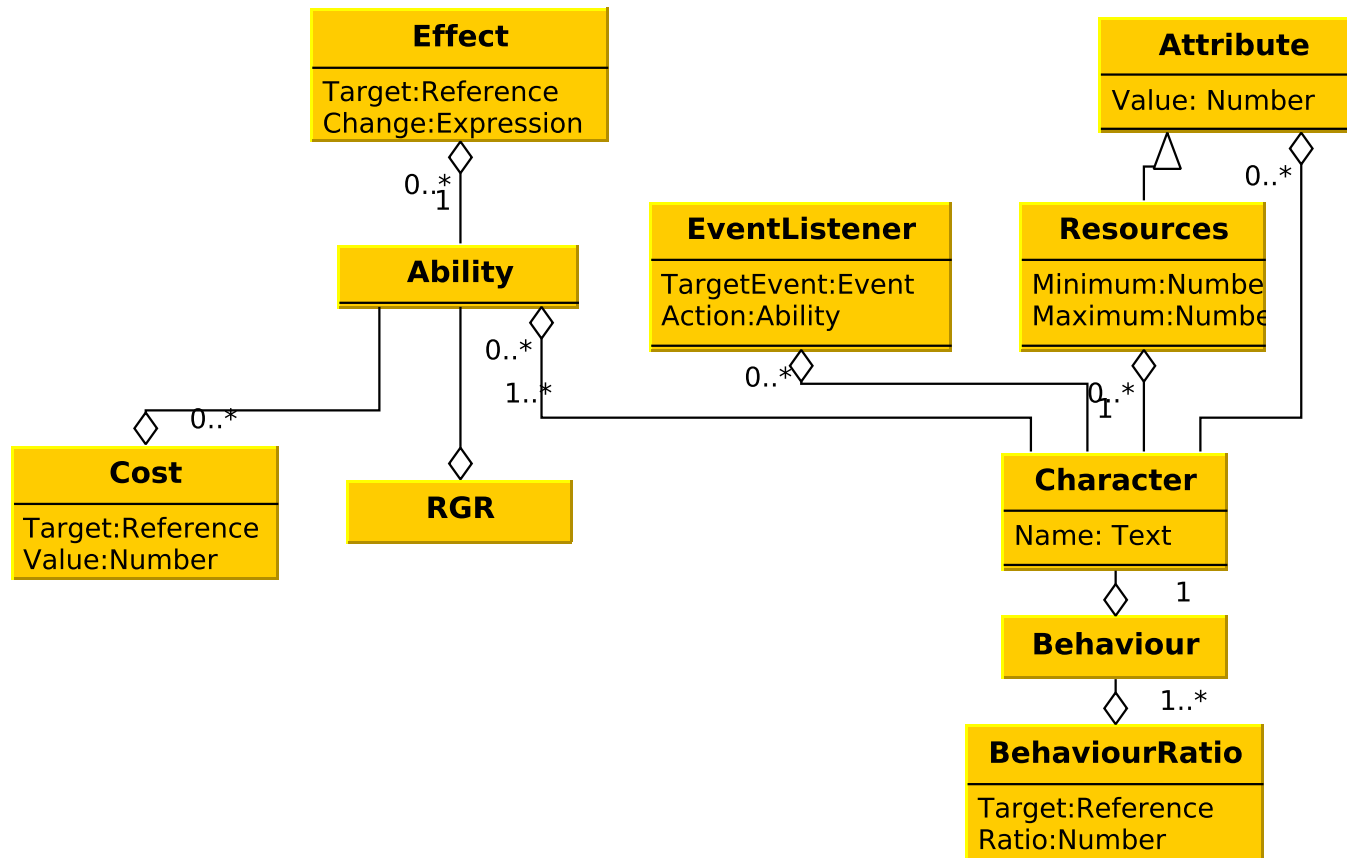 Effect
Target:Reference
Change:Expression
0..*
1
Attribute
Value: Number
0..*
Ability
0..*
1..*
EventListener
TargetEvent:Event
Action:Ability
0..*
Resources
Minimum:Numbe
Maximum:Numbe
0..*
1
0..*
Cost
Target:Reference
Value:Number
RGR
Character
Name: Text
1
Behaviour
1..*
BehaviourRatio
Target:Reference
Ratio:Number